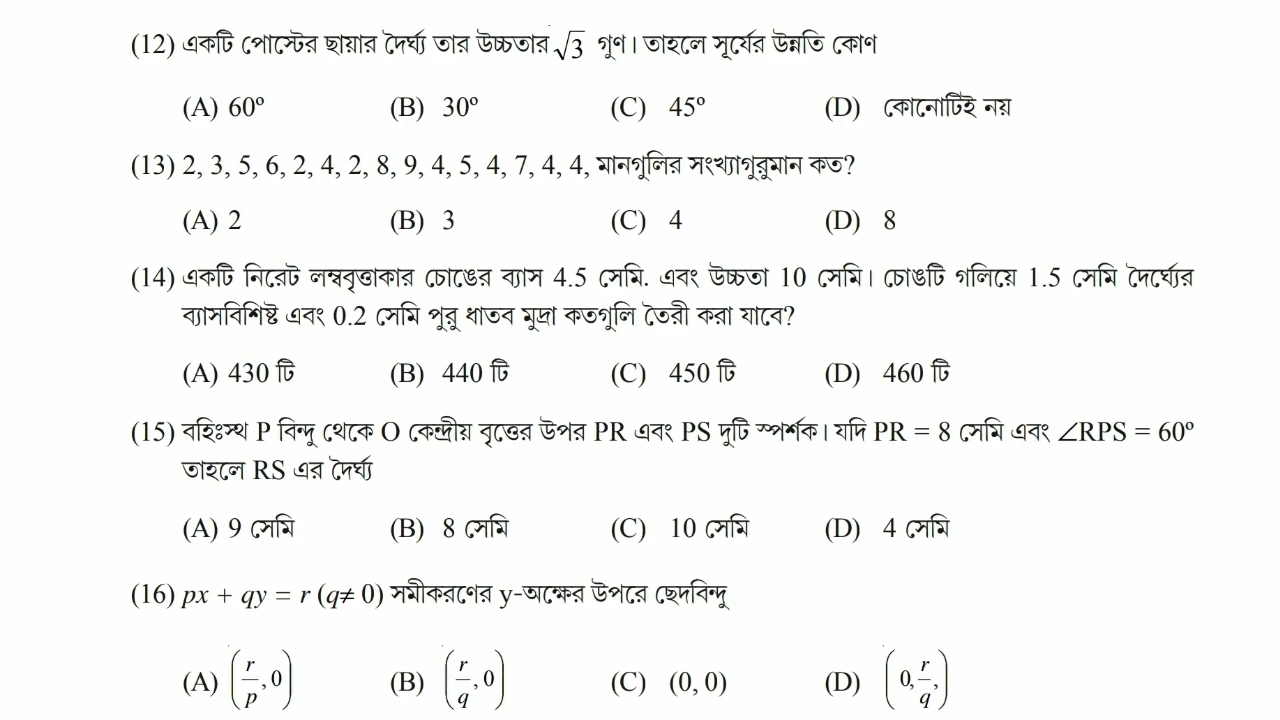 (12) একটি পোস্টের ছায়ার দৈর্ঘ্য তার উচ্চতার √3 গুণ। তাহলে সূর্যের উন্নতি কোণ
(A) 60º (B) 30º (C) 45º (D) কোনোটিই নয়
(13) 2, 3, 5, 6, 2, 4, 2, 8, 9, 4, 5, 4, 7, 4, 4, মানগুলির সংখ্যাগুরুমান কত?
(A) 2 (B) 3 (C) 4 (D) 8
(14) একটি নিরেট লম্ববৃত্তাকার চোঙের ব্যাস 4.5 সেমি. এবং উচ্চতা 10 সেমি। চোঙটি গলিয়ে 1.5 সেমি দৈর্ঘ্যের
ব্যাসবিশিষ্ট এবং 0.2 সেমি পুরু ধাতব মুদ্রা কতগুলি তৈরী করা যাবে?
(A) 430 টি (B) 440 টি (C) 450 টি (D) 460 টি
(15) বহিঃস্থ P বিন্দু থেকে O কেন্দ্রীয় বৃত্তের উপর PR এবং PS দুটি স্পর্শক। যদি PR = 8 সেমি এবং ∠RPS = 60º
তাহলে RS এর দৈর্ঘ্য
(A) 9 সেমি (B) 8 সেমি (C) 10 সেমি (D) 4 সেমি
(16) px + qy = r (q≠ 0) সমীকরণের y-অক্ষের উপরে ছেদবিন্দু
(A) (r/p, 0) (B) (r/q, 0) (C) (0, 0) (D) (0, r/q,)